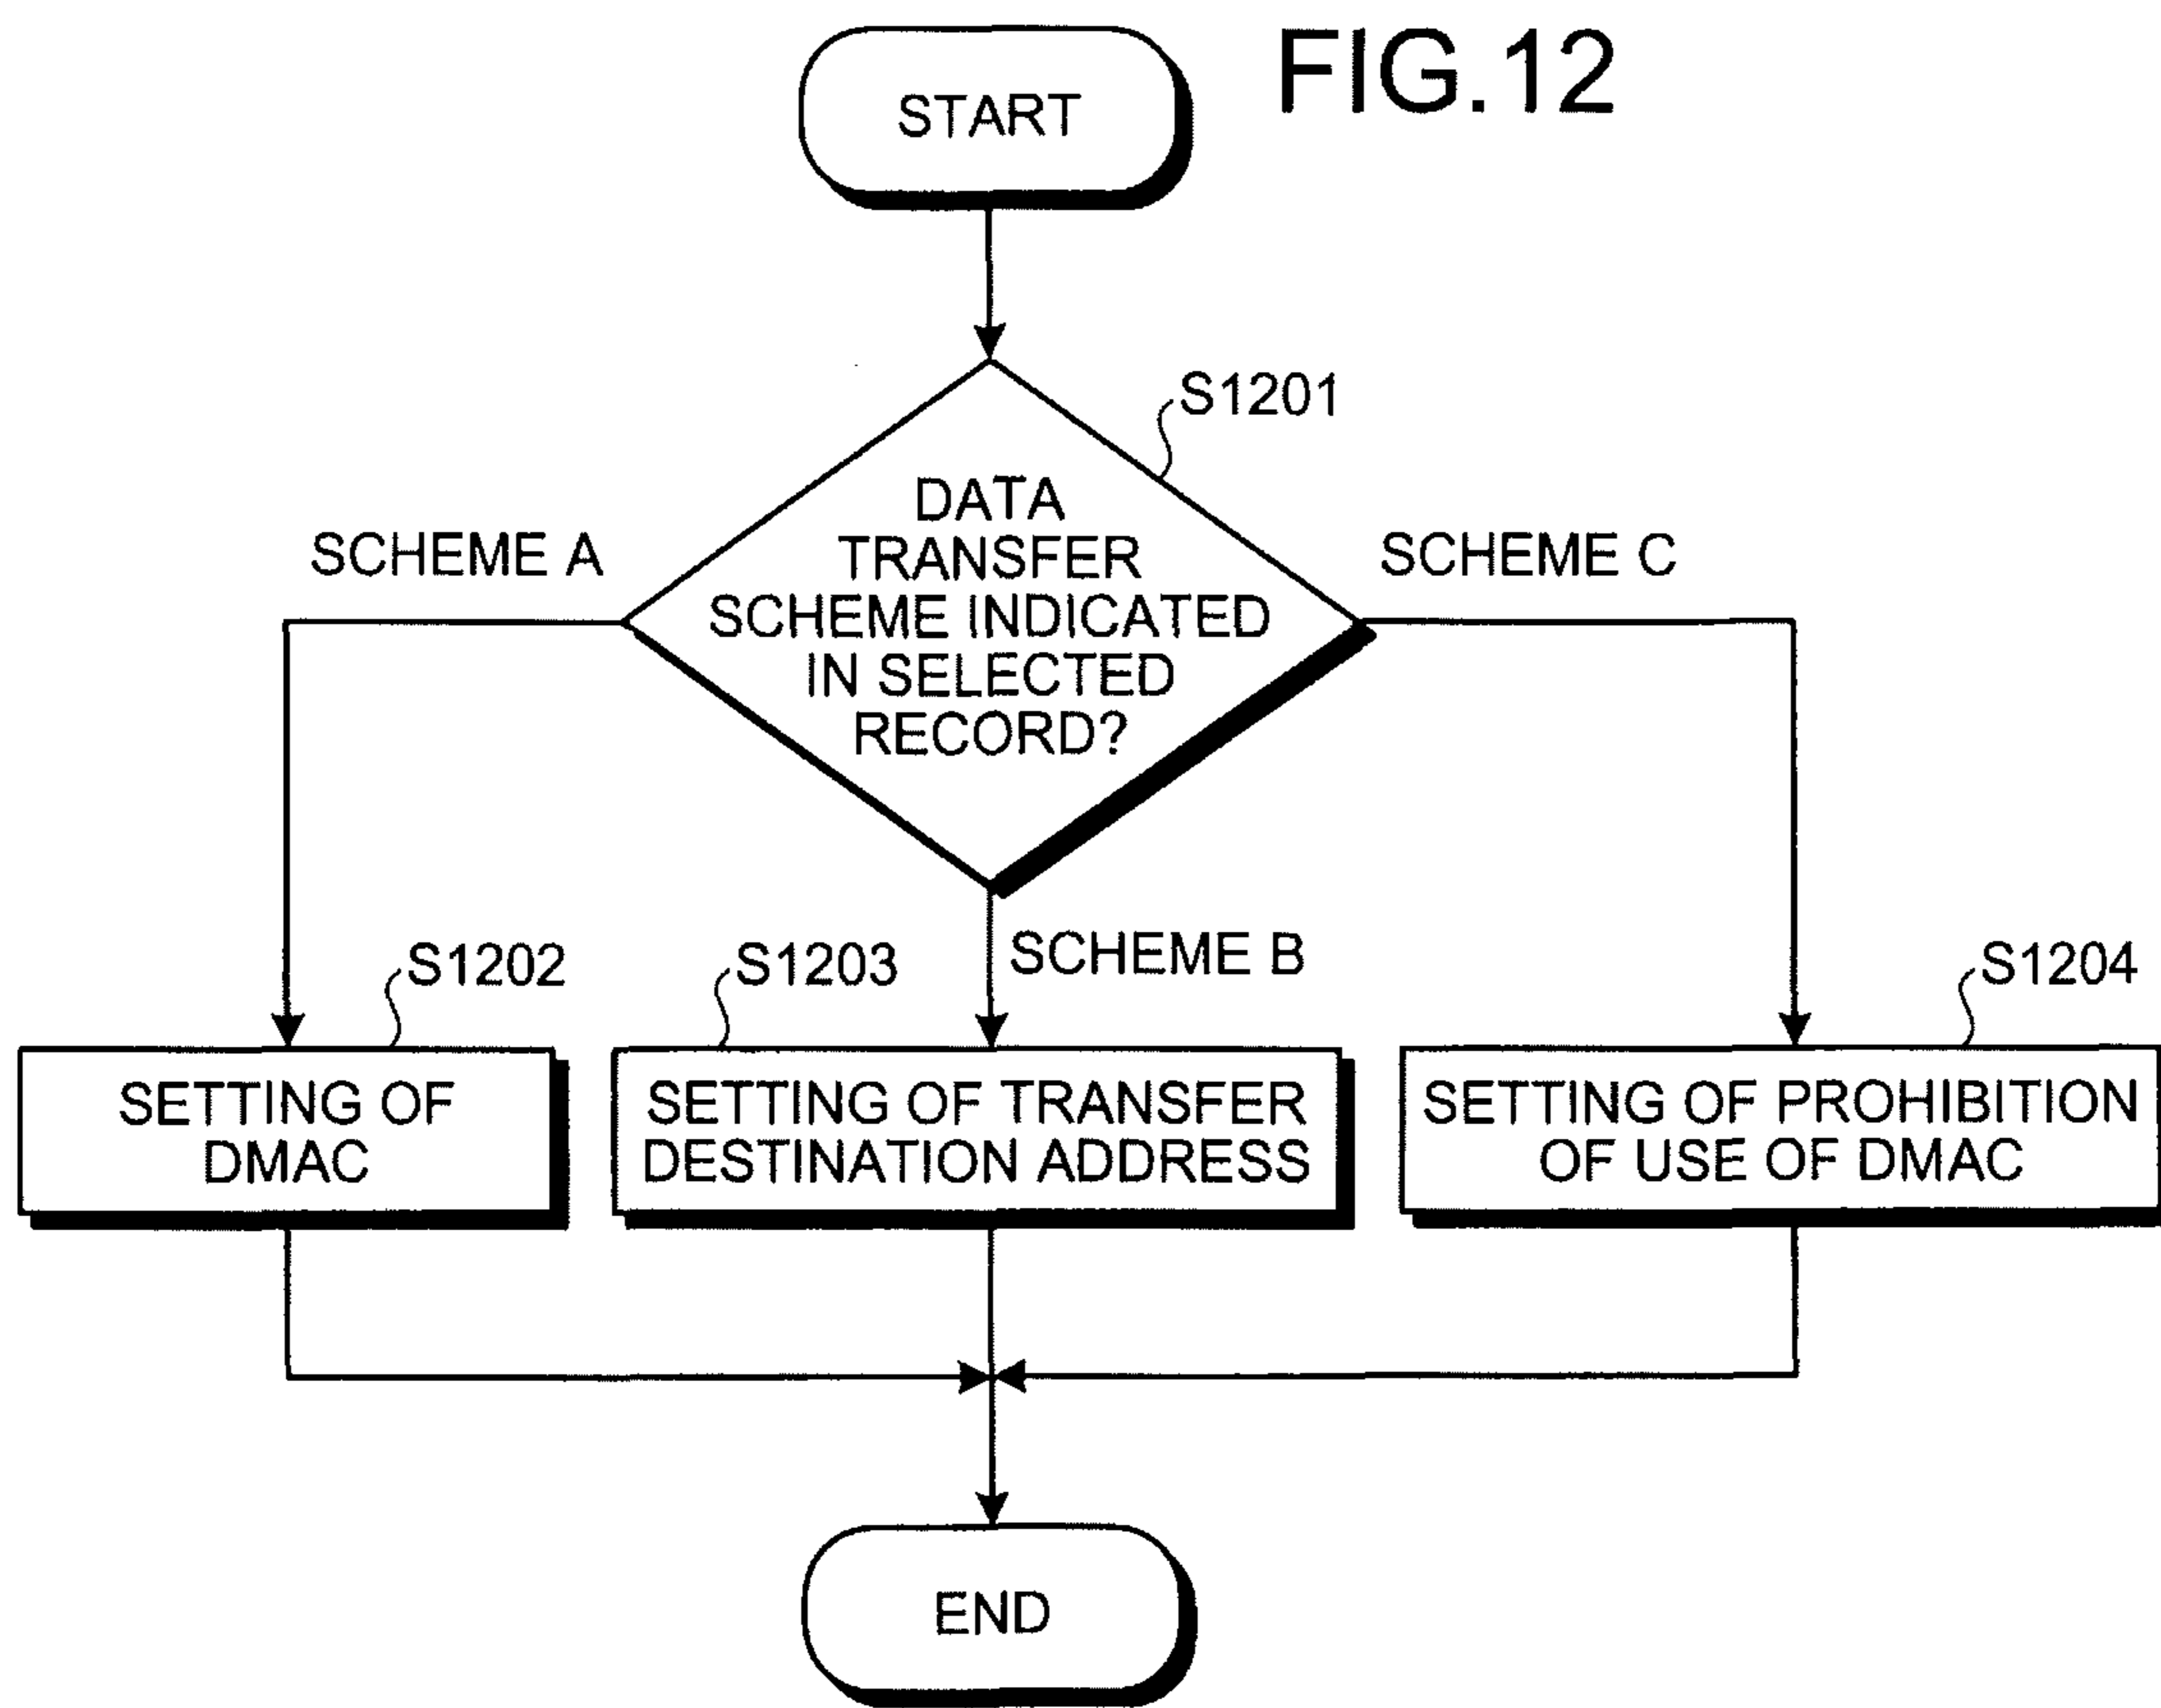 FIG.12
START
S1201
DATA
TRANSFER
SCHEME INDICATED
IN SELECTED
RECORD?
SCHEME A
SCHEME C
SCHEME B
S1202
S1203
S1204
SETTING OF
DMAC
SETTING OF TRANSFER
DESTINATION ADDRESS
SETTING OF PROHIBITION
OF USE OF DMAC
END